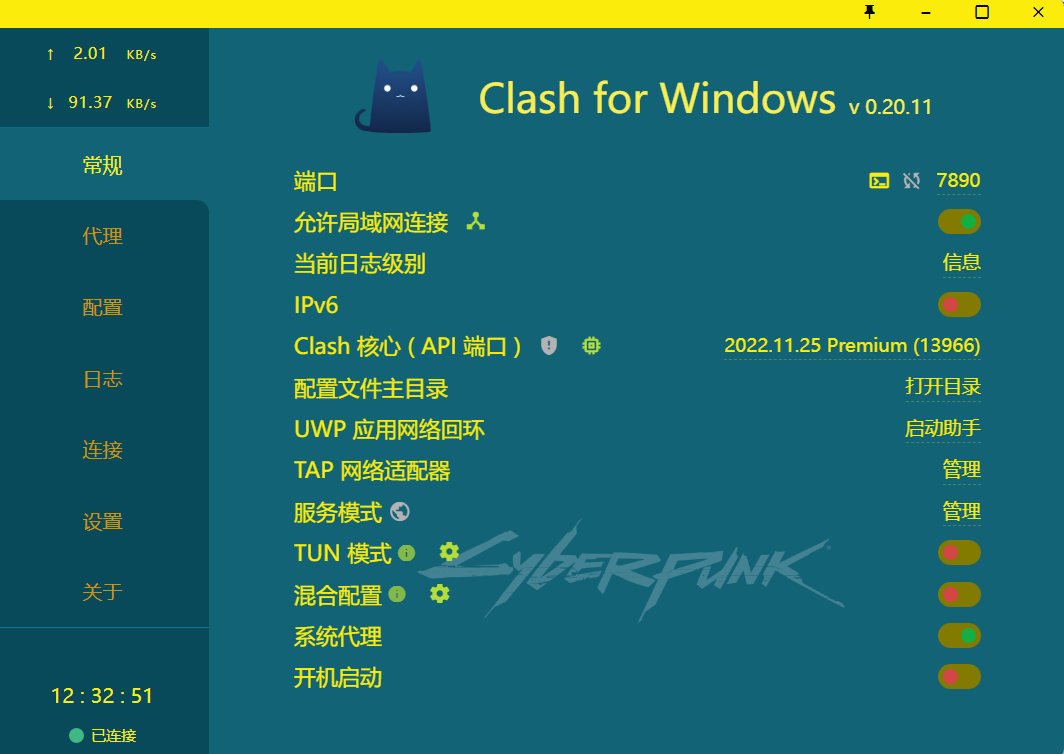 ↑ 2.01 KB/s
↓ 91.37 KB/s
常规
代理
配置
日志
连接
设置
关于
12 : 32 : 51
已连接
Clash for Windows v 0.20.11
端口 7890
允许局域网连接
当前日志级别 信息
IPv6
Clash 核心 ( API 端口 ) 2022.11.25 Premium (13966)
配置文件主目录 打开目录
UWP 应用网络回环 启动助手
TAP 网络适配器 管理
服务模式 管理
TUN 模式
混合配置
系统代理
开机启动
CYBERPUNK